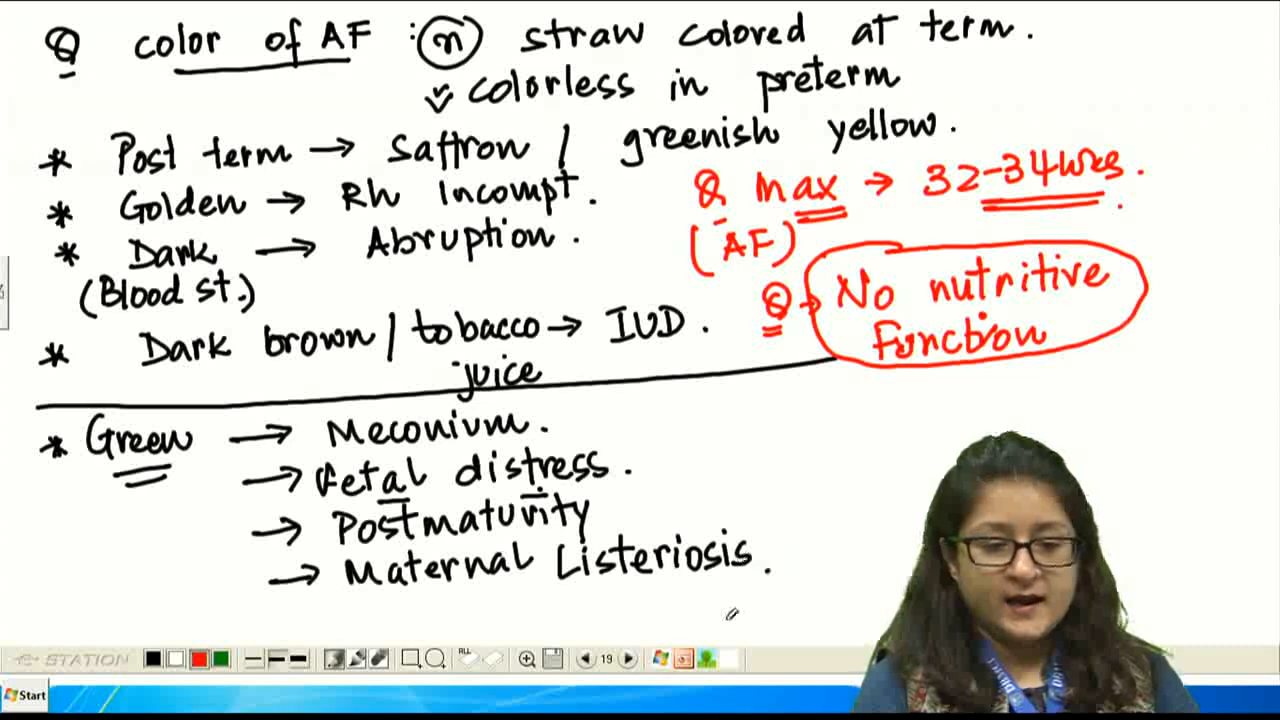 Q color of AF : (n) straw colored at term.
colorless in preterm
* Post term → Saffron / greenish yellow.
* Golden → Rh Incompt.
* Dark → Abruption.
(Blood st.)
* Dark brown / tobacco → IUD.
juice
Q max → 32-34wks.
(AF)
Q → No nutritive
Function
* Green → Meconium.
→ Fetal distress.
→ Postmaturity
→ Maternal Listeriosis.
STATION
ALL
19
Start